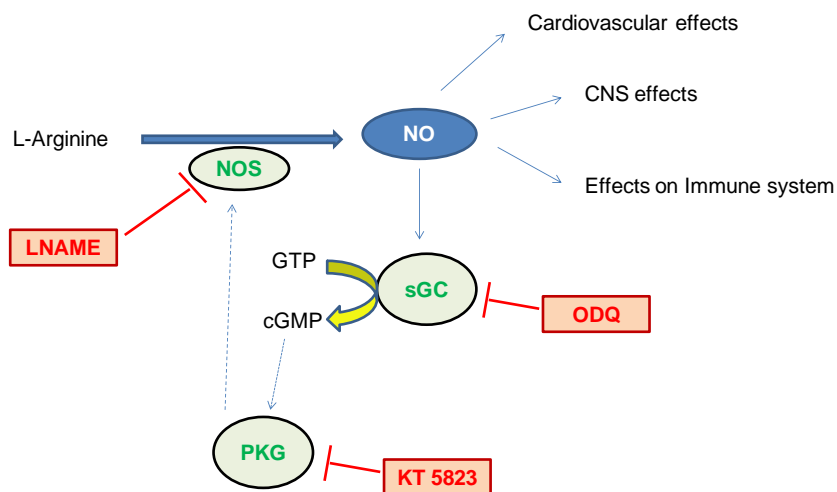 Cardiovascular effects
CNS effects
L-Arginine
NO
NOS
Effects on Immune system
LNAME
GTP
sGC
cGMP
ODQ
PKG
KT 5823